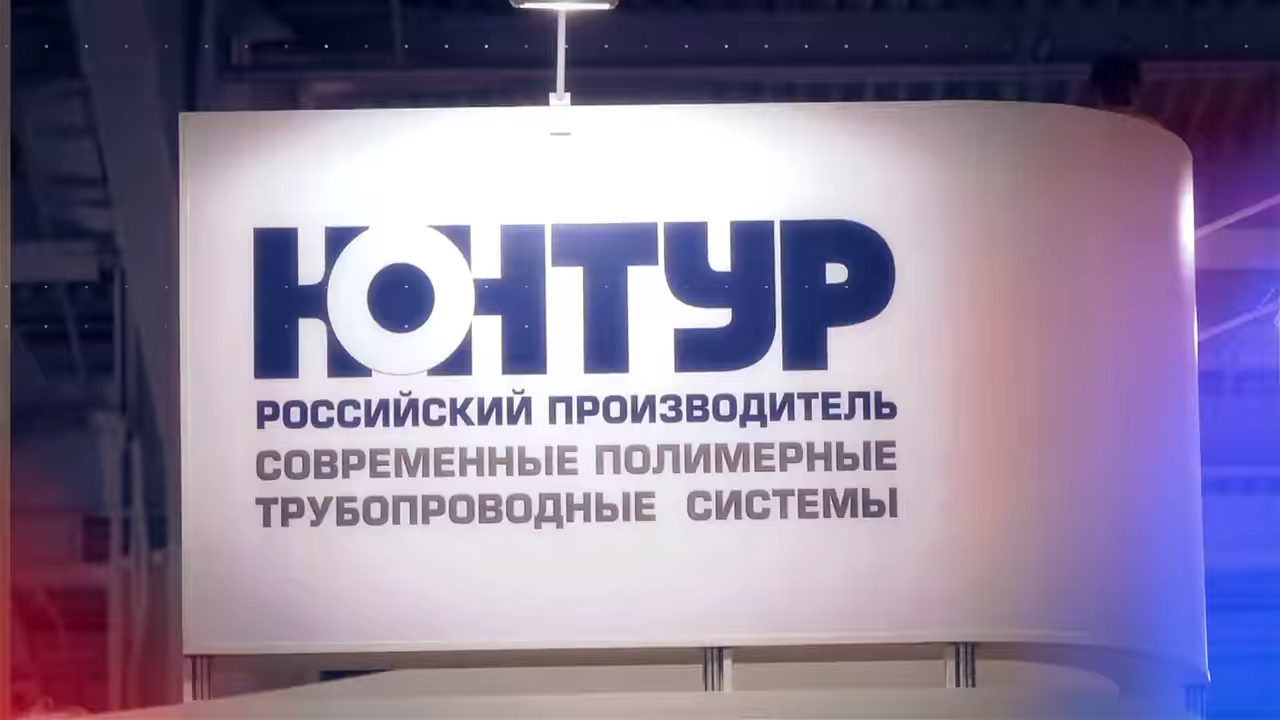 КОНТУР
РОССИЙСКИЙ ПРОИЗВОДИТЕЛЬ
СОВРЕМЕННЫЕ ПОЛИМЕРНЫЕ
ТРУБОПРОВОДНЫЕ СИСТЕМЫ